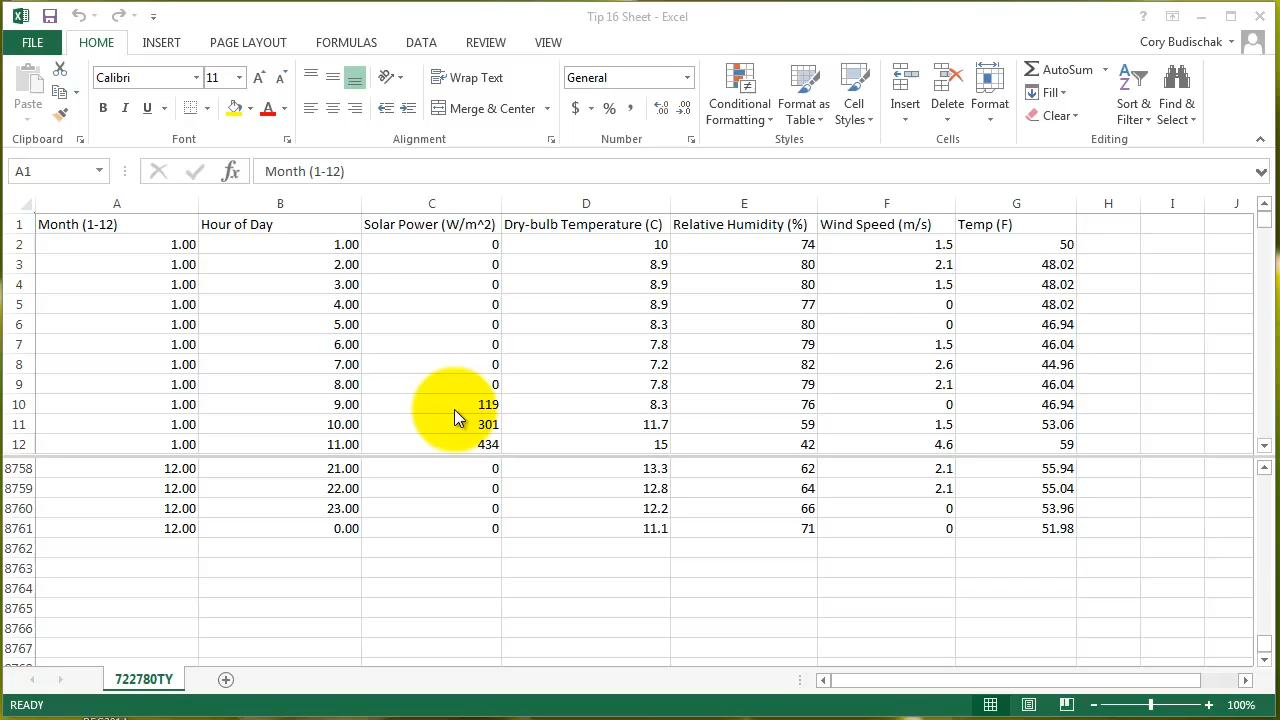 Tip 16 Sheet - Excel
FILE HOME INSERT PAGE LAYOUT FORMULAS DATA REVIEW VIEW Cory Budischak
Paste Calibri 11 A A Wrap Text General Conditional Formatting Format as Table Cell Styles Insert Delete Format AutoSum Sort & Filter Find & Select
B I U A Merge & Center $ % , Fill
Clear
Clipboard Font Alignment Number Styles Cells Editing
A1 fx Month (1-12)
A B C D E F G H I J
1 Month (1-12) Hour of Day Solar Power (W/m^2) Dry-bulb Temperature (C) Relative Humidity (%) Wind Speed (m/s) Temp (F)
2 1.00 1.00 0 10 74 1.5 50
3 1.00 2.00 0 8.9 80 2.1 48.02
4 1.00 3.00 0 8.9 80 1.5 48.02
5 1.00 4.00 0 8.9 77 0 48.02
6 1.00 5.00 0 8.3 80 0 46.94
7 1.00 6.00 0 7.8 79 1.5 46.04
8 1.00 7.00 0 7.2 82 2.6 44.96
9 1.00 8.00 0 7.8 79 2.1 46.04
10 1.00 9.00 119 8.3 76 0 46.94
11 1.00 10.00 301 11.7 59 1.5 53.06
12 1.00 11.00 434 15 42 4.6 59
8758 12.00 21.00 0 13.3 62 2.1 55.94
8759 12.00 22.00 0 12.8 64 2.1 55.04
8760 12.00 23.00 0 12.2 66 0 53.96
8761 12.00 0.00 0 11.1 71 0 51.98
8762
8763
8764
8765
8766
8767
722780TY
READY 100%